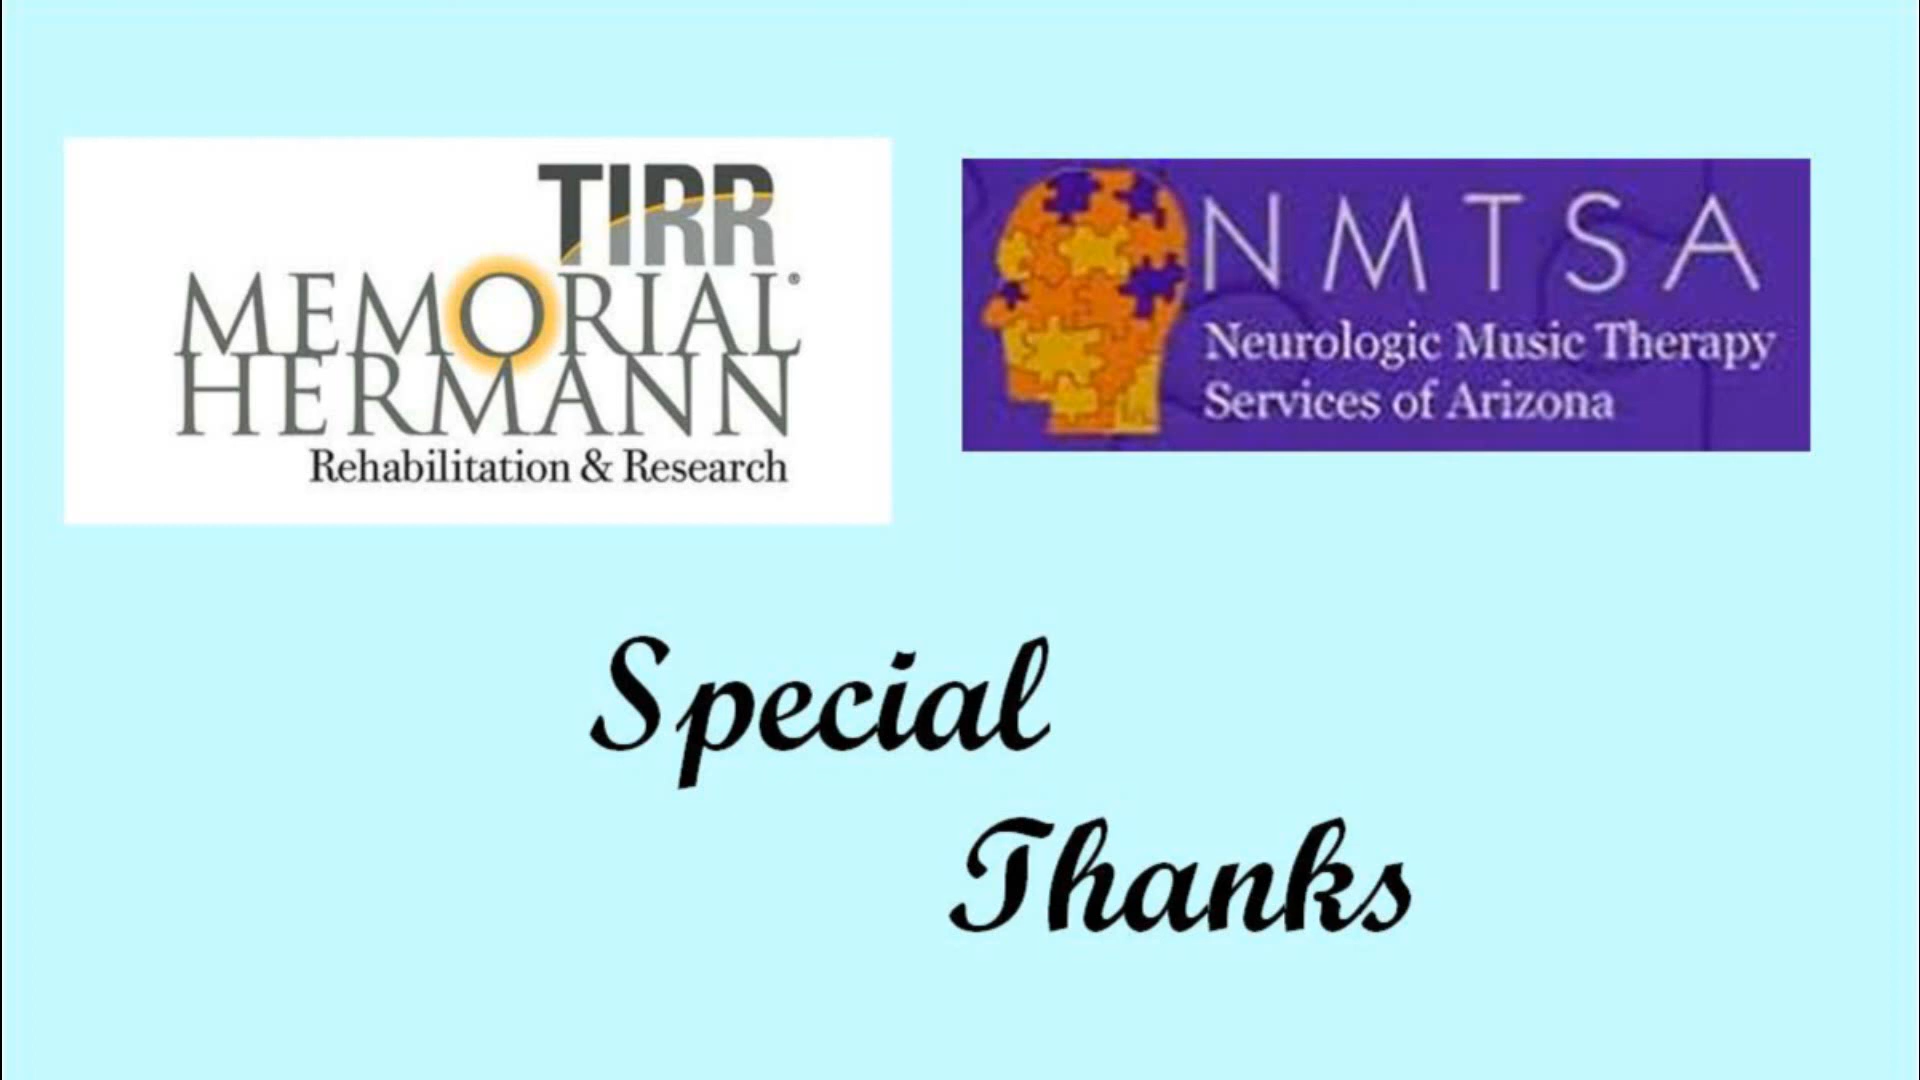 TIRR
MEMORIAL®
HERMANN
Rehabilitation & Research
NMTSA
Neurologic Music Therapy
Services of Arizona
Special
Thanks